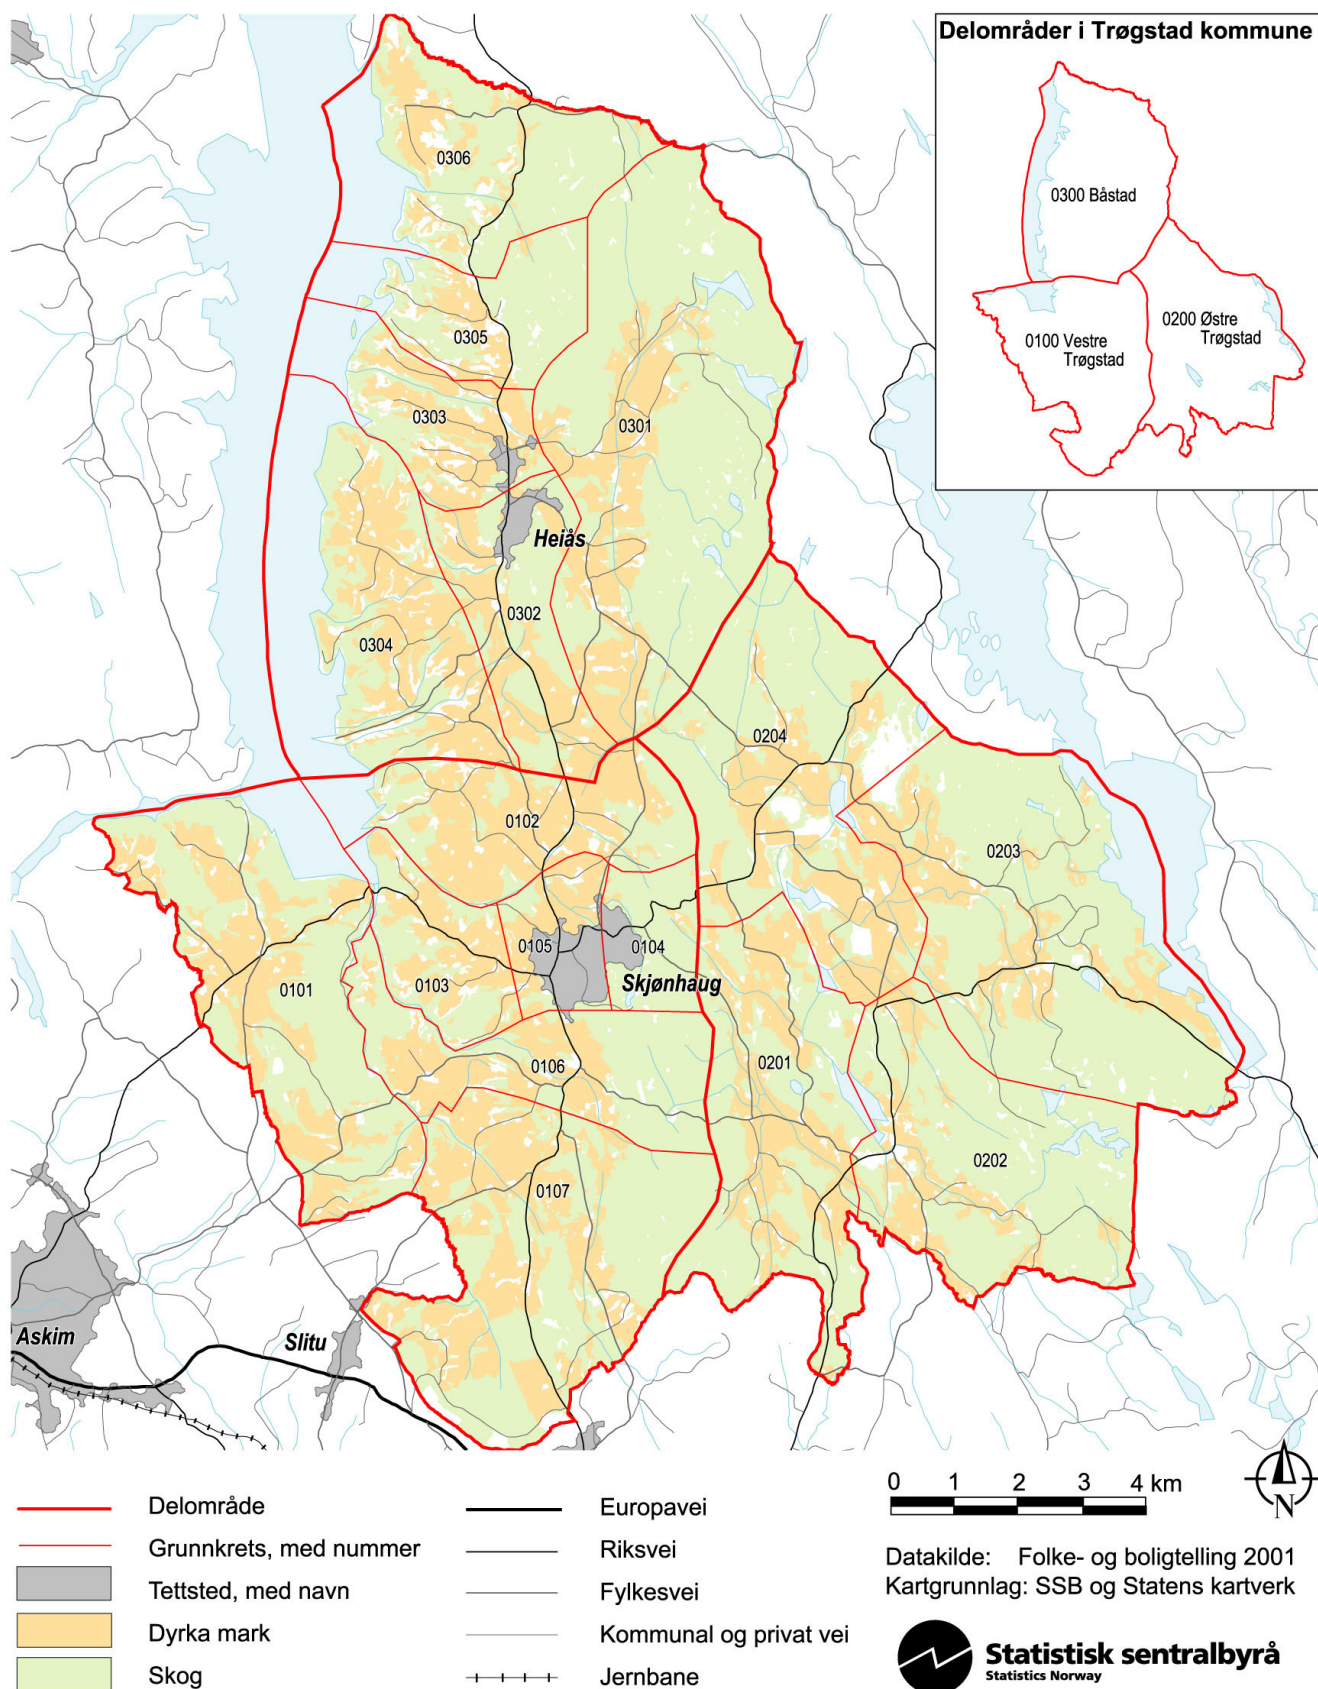 Delområder i Trøgstad kommune
0300 Båstad
0200 Østre
Trøgstad
0100 Vestre
Trøgstad
0306
0305
0303
0301
Heiås
0302
0304
0204
0102
0203
0105
0104
Skjønhaug
0101
0103
0106
0201
0202
0107
Askim
Slitu
Delområde
Grunnkrets, med nummer
Tettsted, med navn
Dyrka mark
Skog
Europavei
Riksvei
Fylkesvei
Kommunal og privat vei
Jernbane
0 1 2 3 4 km
N
Datakilde: Folke- og boligtelling 2001
Kartgrunnlag: SSB og Statens kartverk
Statistisk sentralbyrå
Statistics Norway